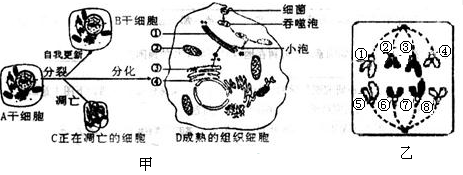 B干细胞
自我更新
分裂
分化
凋亡
A干细胞
C正在凋亡的细胞
①
②
③
④
细菌
吞噬泡
小泡
D成熟的组织细胞
甲
① ② ③ ④
⑤ ⑥ ⑦ ⑧
乙